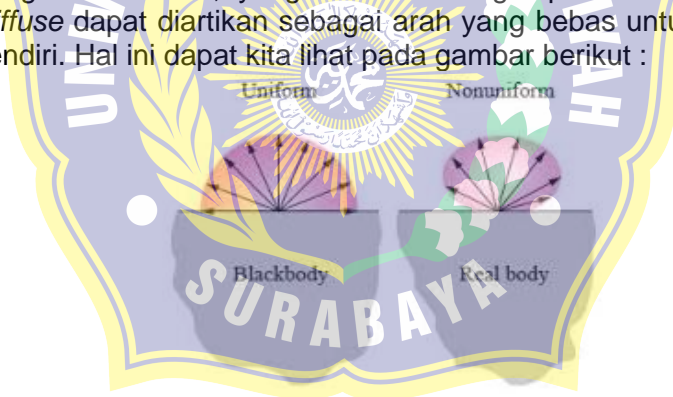 ffuse dapat diartikan sebagai arah yang bebas untu
endiri. Hal ini dapat kita lihat pada gambar berikut :
Uniform Nonuniform
Blackbody Real body
SURABAYA